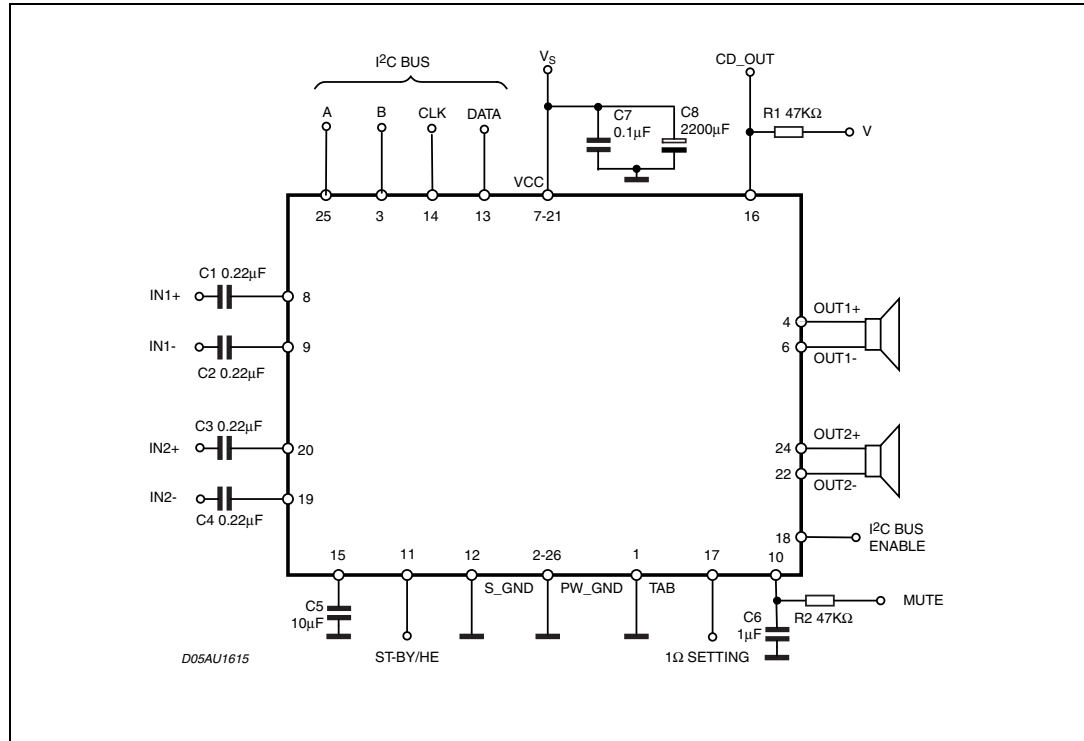 I²C BUS
A
B
CLK
DATA
VS
C7
0.1µF
C8
2200µF
CD_OUT
R1 47KΩ
V
VCC
25
3
14
13
7-21
16
IN1+
C1 0.22µF
8
IN1-
C2 0.22µF
9
IN2+
C3 0.22µF
20
IN2-
C4 0.22µF
19
4
OUT1+
6
OUT1-
24
OUT2+
22
OUT2-
18
I²C BUS
ENABLE
15
11
12
2-26
1
17
10
S_GND
PW_GND
TAB
C5
10µF
ST-BY/HE
1Ω SETTING
C6
1µF
R2 47KΩ
MUTE
D05AU1615